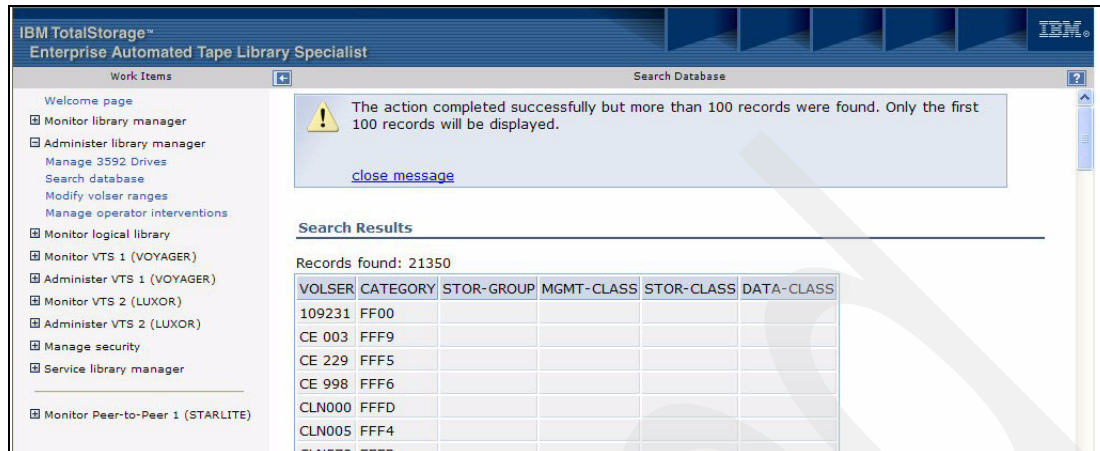 IBM TotalStorage™
Enterprise Automated Tape Library Specialist
IBM®
Work Items
Search Database
?
Welcome page
Monitor library manager
Administer library manager
Manage 3592 Drives
Search database
Modify volser ranges
Manage operator interventions
Monitor logical library
Monitor VTS 1 (VOYAGER)
Administer VTS 1 (VOYAGER)
Monitor VTS 2 (LUXOR)
Administer VTS 2 (LUXOR)
Manage security
Service library manager
Monitor Peer-to-Peer 1 (STARLITE)
The action completed successfully but more than 100 records were found. Only the first
100 records will be displayed.
close message
Search Results
Records found: 21350
VOLSER CATEGORY STOR-GROUP MGMT-CLASS STOR-CLASS DATA-CLASS
109231 FF00
CE 003 FFF9
CE 229 FFF5
CE 998 FFF6
CLN000 FFFD
CLN005 FFF4